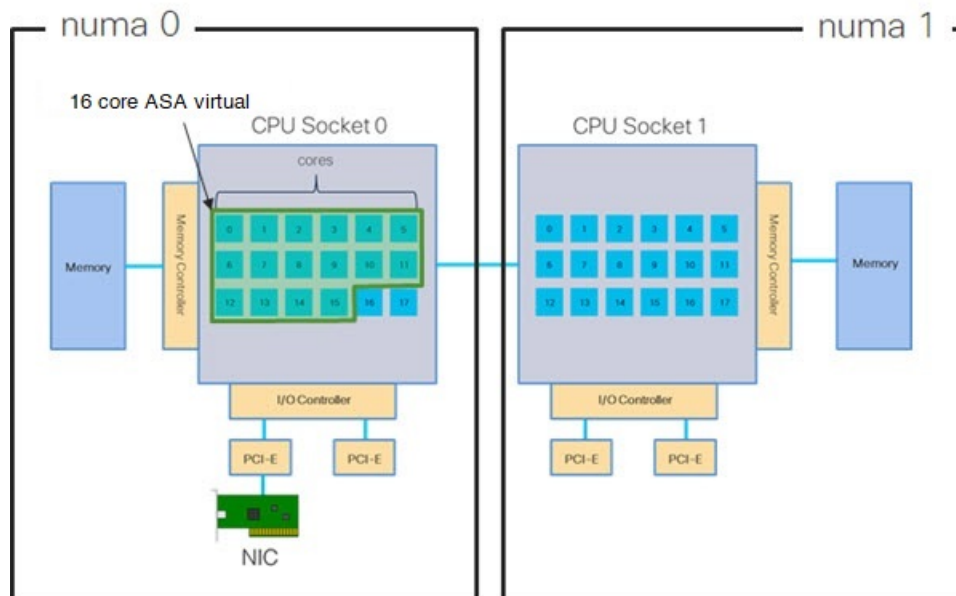 numa 0
numa 1
16 core ASA virtual
CPU Socket 0
CPU Socket 1
cores
Memory
Memory Controller
0 1 2 3 4 5
6 7 8 9 10 11
12 13 14 15 16 17
0 1 2 3 4 5
6 7 8 9 10 11
12 13 14 15 16 17
Memory Controller
Memory
I/O Controller
I/O Controller
PCI-E
PCI-E
PCI-E
PCI-E
NIC